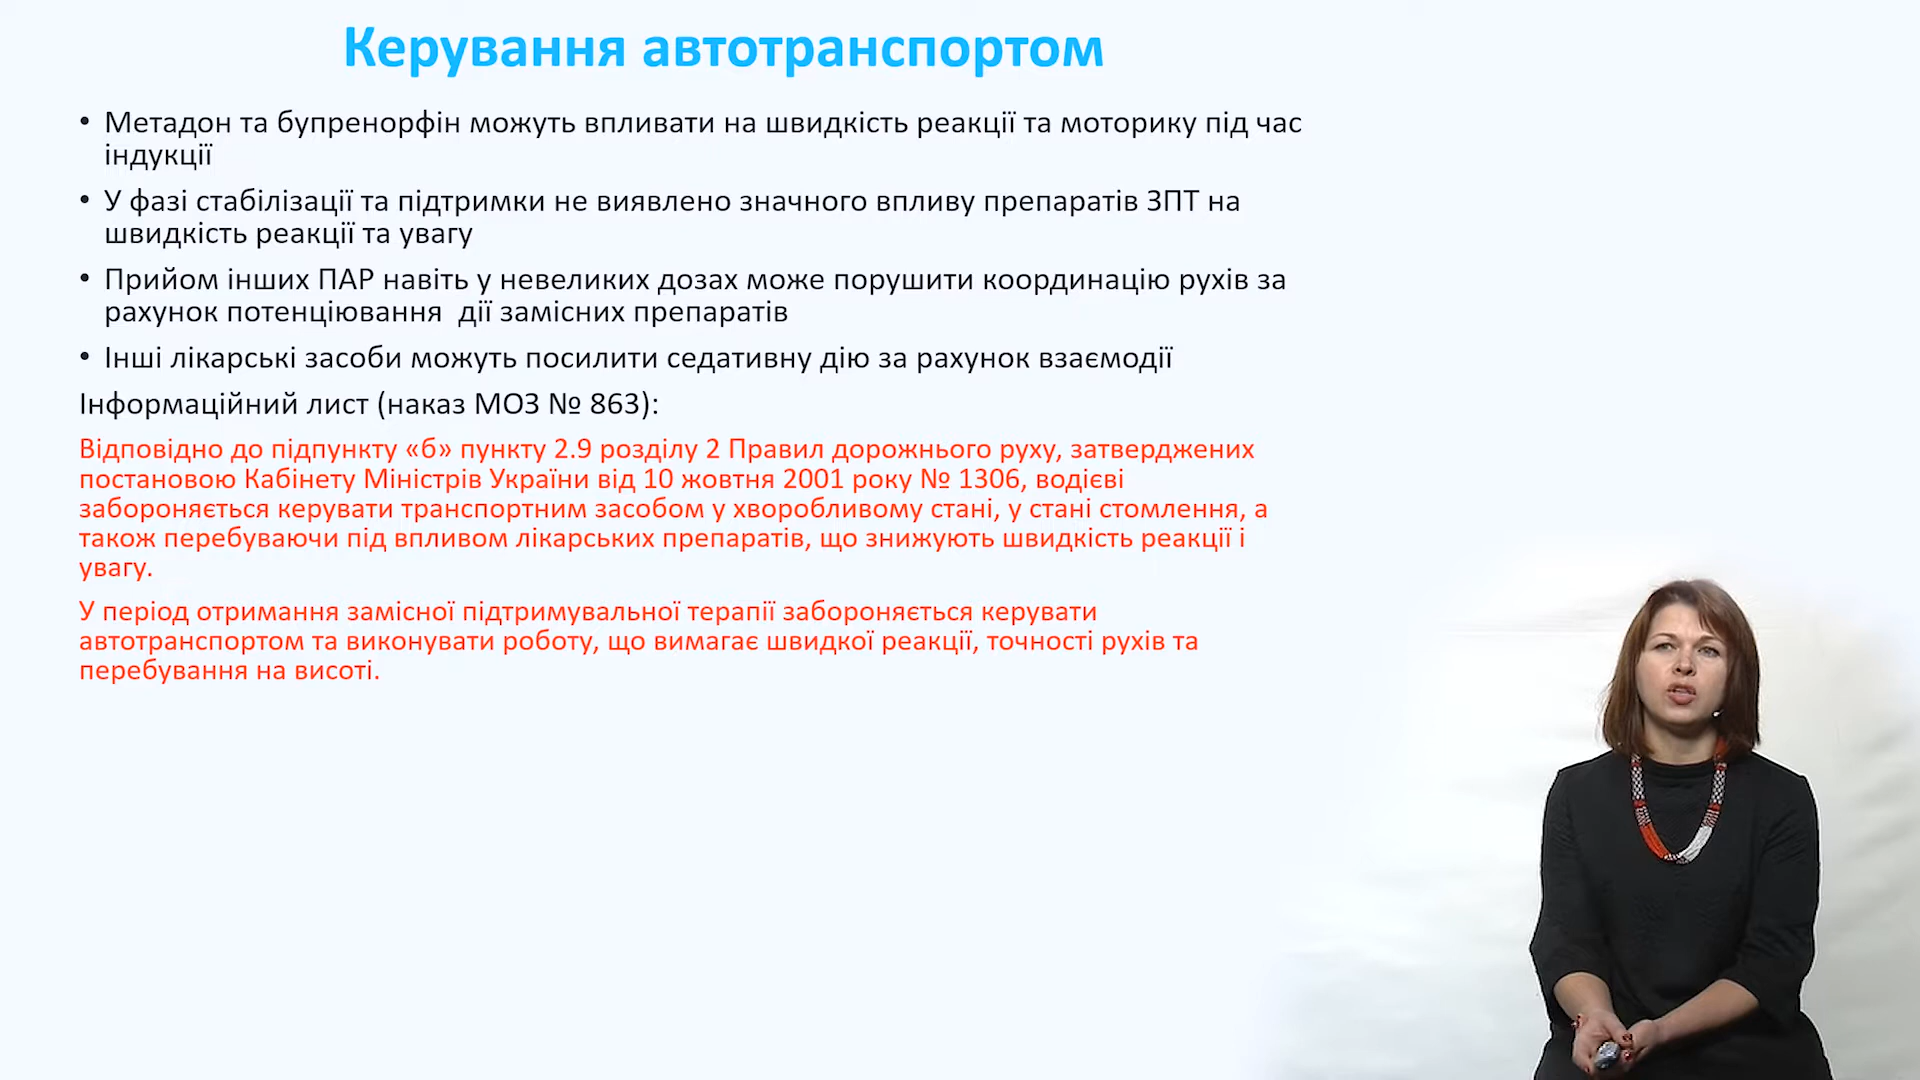 Керування автотранспортом
• Метадон та бупренорфін можуть впливати на швидкість реакції та моторику під час
індукції
• У фазі стабілізації та підтримки не виявлено значного впливу препаратів ЗПТ на
швидкість реакції та увагу
• Прийом інших ПАР навіть у невеликих дозах може порушити координацію рухів за
рахунок потенціювання  дії замісних препаратів
• Інші лікарські засоби можуть посилити седативну дію за рахунок взаємодії
Інформаційний лист (наказ МОЗ № 863):
Відповідно до підпункту «б» пункту 2.9 розділу 2 Правил дорожнього руху, затверджених
постановою Кабінету Міністрів України від 10 жовтня 2001 року № 1306, водієві
забороняється керувати транспортним засобом у хворобливому стані, у стані стомлення, а
також перебуваючи під впливом лікарських препаратів, що знижують швидкість реакції і
увагу.
У період отримання замісної підтримувальної терапії забороняється керувати
автотранспортом та виконувати роботу, що вимагає швидкої реакції, точності рухів та
перебування на висоті.